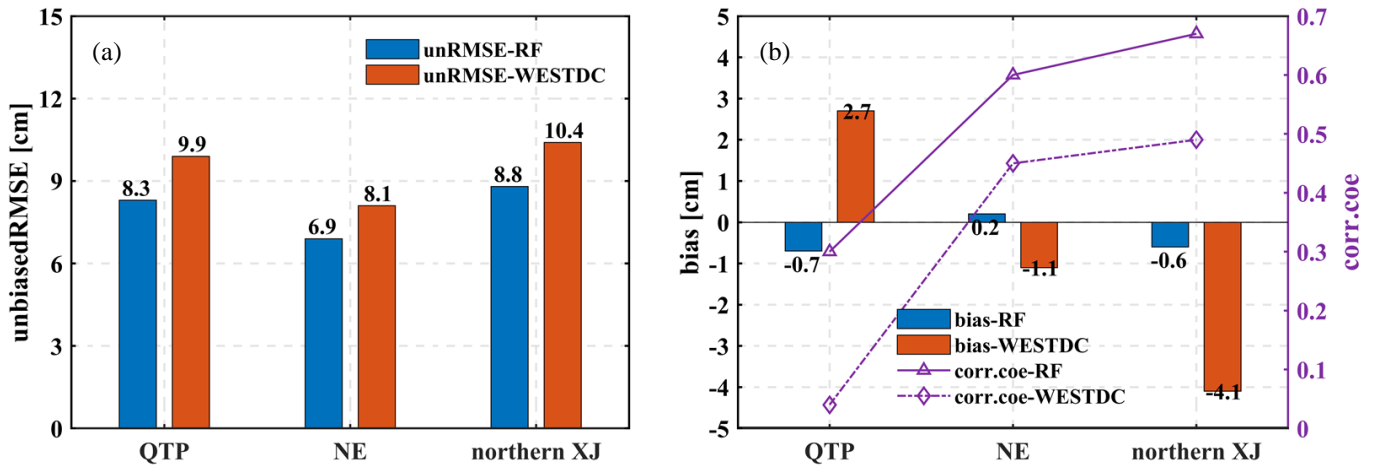 (a)
unRMSE-RF
unRMSE-WESTDC
unbiasedRMSE [cm]
15
12
9
6
3
0
8.3
9.9
6.9
8.1
8.8
10.4
QTP
NE
northern XJ
(b)
bias [cm]
5
4
3
2
1
0
-1
-2
-3
-4
-5
-0.7
2.7
0.2
-1.1
-0.6
-4.1
bias-RF
bias-WESTDC
corr.coe-RF
corr.coe-WESTDC
QTP
NE
northern XJ
0.7
0.6
0.5
0.4
0.3
0.2
0.1
0
corr.coe